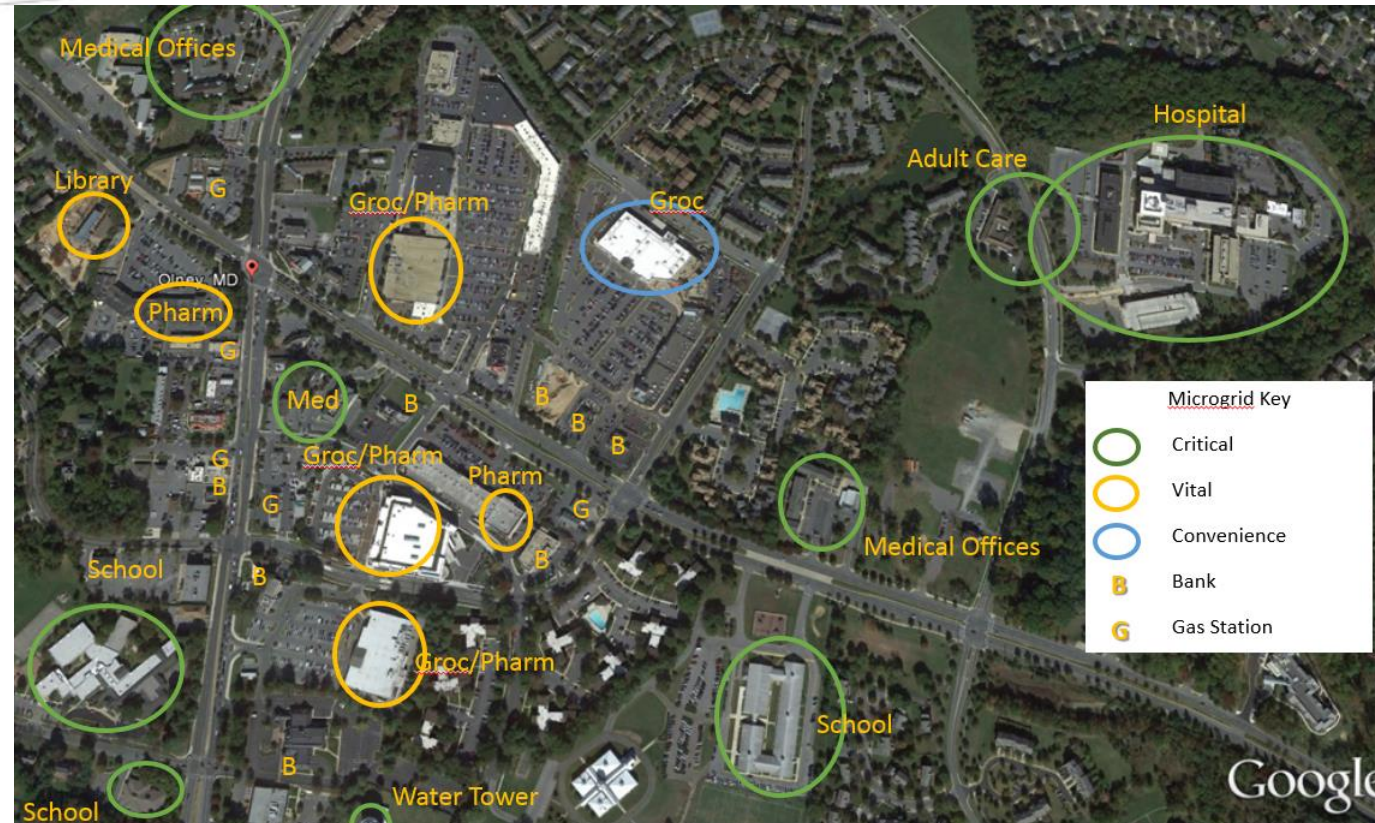 Medical Offices
Hospital
Adult Care
Library
G
Groc/Pharm
Groc
Olney, MD
Pharm
G
Med
B
B
B
B
Groc/Pharm
Pharm
G
B
G
G
B
Medical Offices
School
B
Groc/Pharm
School
B
Water Tower
School
Microgrid Key
Critical
Vital
Convenience
B Bank
G Gas Station
Google